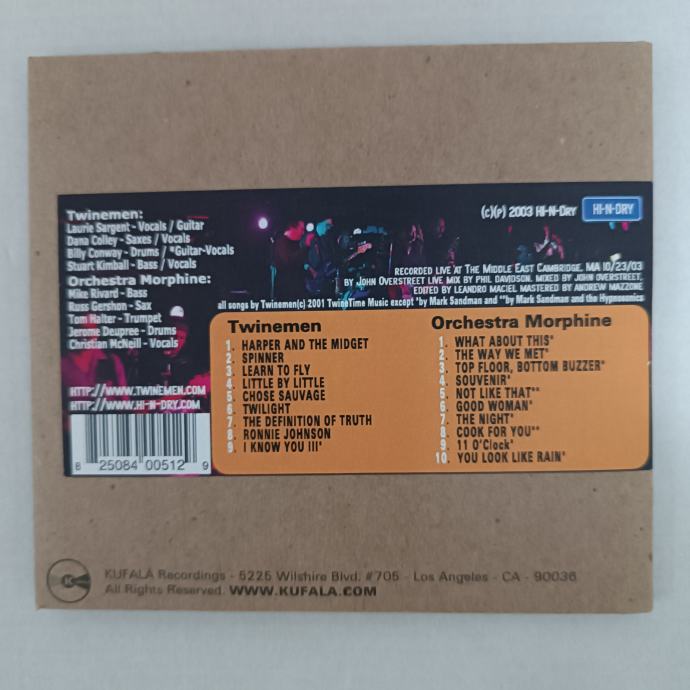 Twinemen:
Laurie Sargent - Vocals / Guitar
Dana Colley - Saxes / Vocals
Billy Conway - Drums / *Guitar-Vocals
Stuart Kimball - Bass / Vocals
Orchestra Morphine:
Mike Rivard - Bass
Russ Gershon - Sax
Tom Halter - Trumpet
Jerome Deupree - Drums
Christian McNeill - Vocals
HTTP://WWW.TWINEMEN.COM
HTTP://WWW.HI-N-DRY.COM
8 25084 00512 9
(c)(p) 2003 HI-N-DRY
HI-N-DRY
RECORDED LIVE AT THE MIDDLE EAST CAMBRIDGE, MA 10/23/03
BY JOHN OVERSTREET LIVE MIX BY PHIL DAVIDSON. MIXED BY JOHN OVERSTREET,
EDITED BY LEANDRO MACIEL MASTERED BY ANDREW MAZZONE
all songs by Twinemen(c) 2001 TwineTime Music except *by Mark Sandman and **by Mark Sandman and the Hypnosonics
Twinemen
1. HARPER AND THE MIDGET
2. SPINNER
3. LEARN TO FLY
4. LITTLE BY LITTLE
5. CHOSE SAUVAGE
6. TWILIGHT
7. THE DEFINITION OF TRUTH
8. RONNIE JOHNSON
9. I KNOW YOU III*
Orchestra Morphine
1. WHAT ABOUT THIS*
2. THE WAY WE MET*
3. TOP FLOOR, BOTTOM BUZZER*
4. SOUVENIR*
5. NOT LIKE THAT**
6. GOOD WOMAN*
7. THE NIGHT*
8. COOK FOR YOU**
9. 11 O'Clock*
10. YOU LOOK LIKE RAIN*
K
KUFALA Recordings - 5225 Wilshire Blvd. #705 - Los Angeles - CA - 90036
All Rights Reserved. WWW.KUFALA.COM